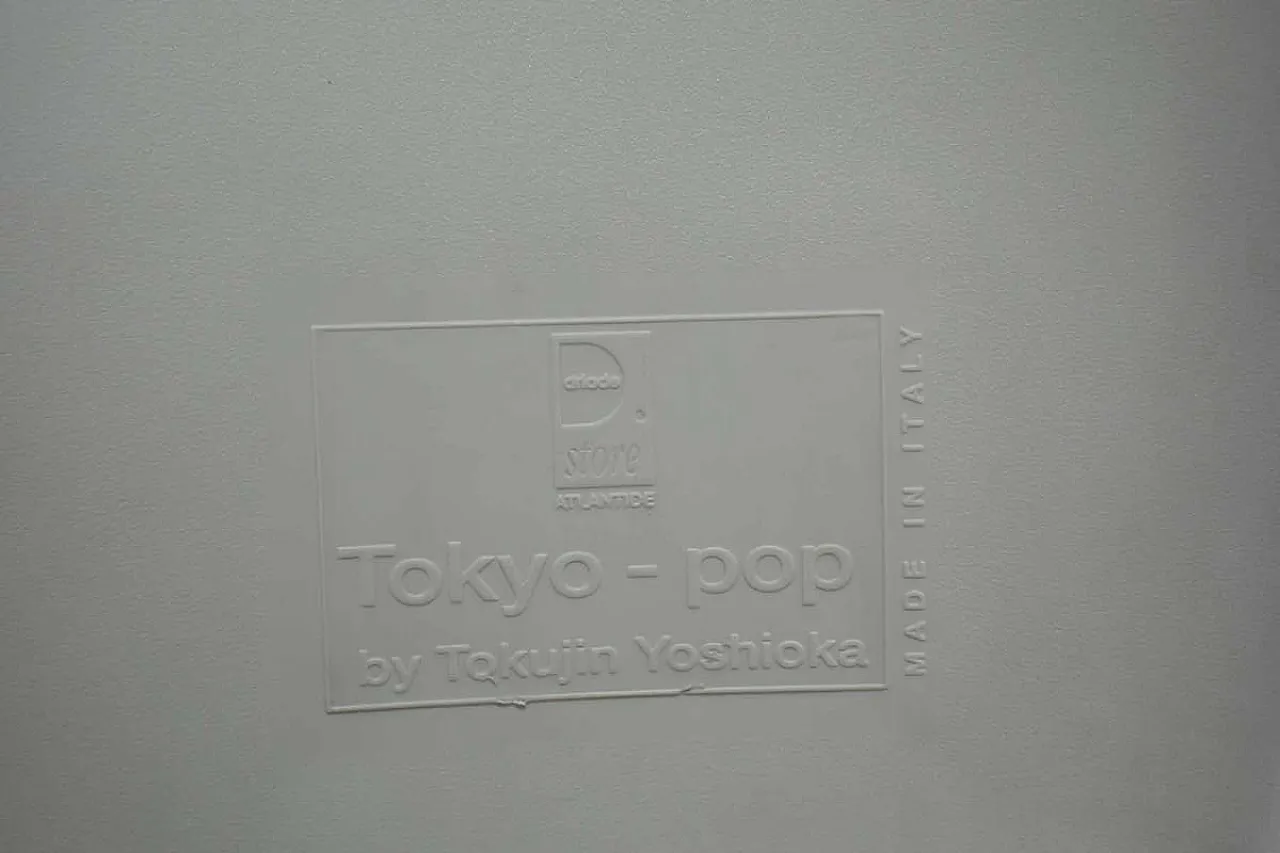 D.
driade
store
ATLANTIDE
Tokyo - pop
by Tokujin Yoshioka
MADE IN ITALY